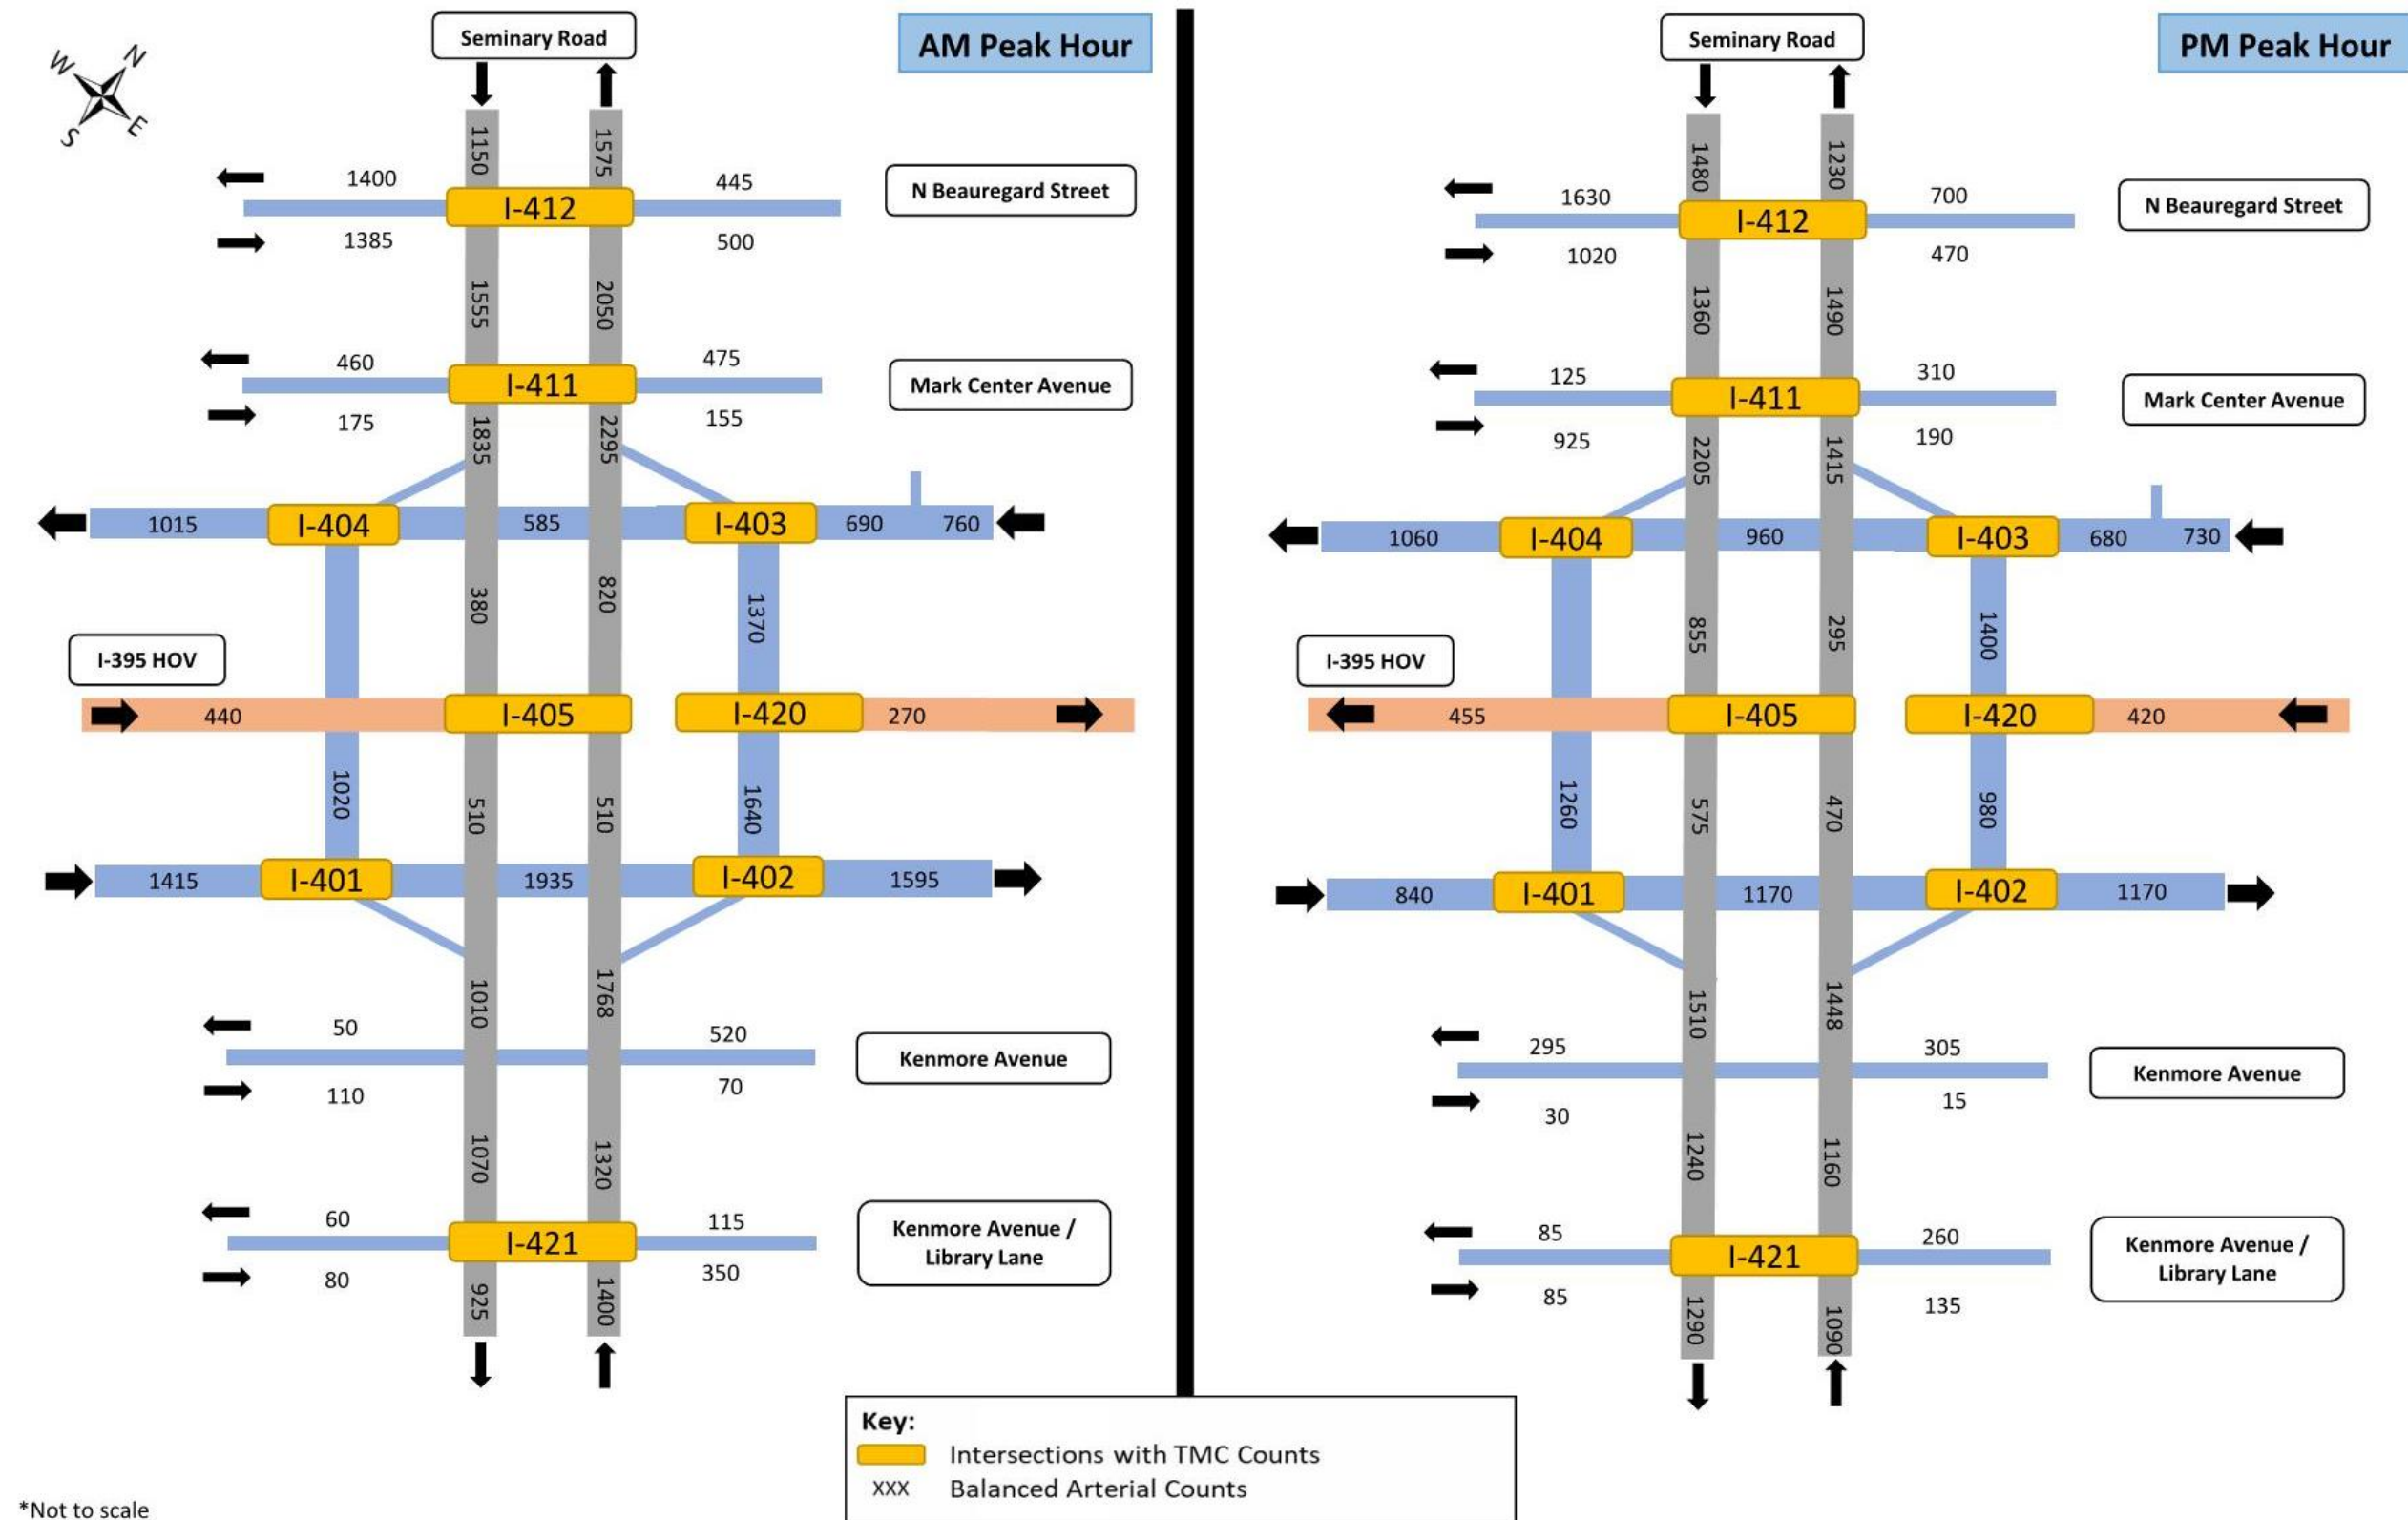 Seminary Road
AM Peak Hour
W
N
S
E
1150
1575
1400
445
N Beauregard Street
I-412
1385
500
1555
2050
460
475
I-411
Mark Center Avenue
175
155
1835
2295
1015
I-404
585
I-403
690
760
380
820
1370
I-395 HOV
440
I-405
I-420
270
1020
510
510
1640
1415
I-401
1935
I-402
1595
1010
1768
50
520
Kenmore Avenue
110
70
1070
1320
60
115
Kenmore Avenue /
Library Lane
I-421
80
350
925
1400
Seminary Road
PM Peak Hour
1480
1230
1630
700
N Beauregard Street
I-412
1020
470
1360
1490
125
310
I-411
Mark Center Avenue
925
190
2205
1415
1060
I-404
960
I-403
680
730
855
295
1400
I-395 HOV
455
I-405
I-420
420
1260
575
470
980
840
I-401
1170
I-402
1170
1510
1448
295
305
Kenmore Avenue
30
15
1240
1160
85
260
Kenmore Avenue /
Library Lane
I-421
85
135
1290
1090
Key:
Intersections with TMC Counts
XXX Balanced Arterial Counts
*Not to scale